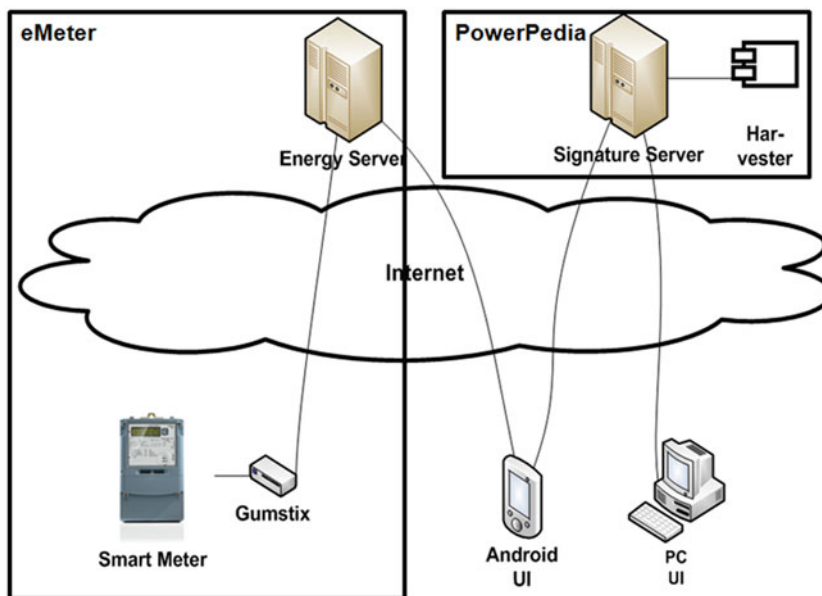 eMeter
PowerPedia
Energy Server
Signature Server
Har-
vester
Internet
Smart Meter
Gumstix
Android
UI
PC
UI